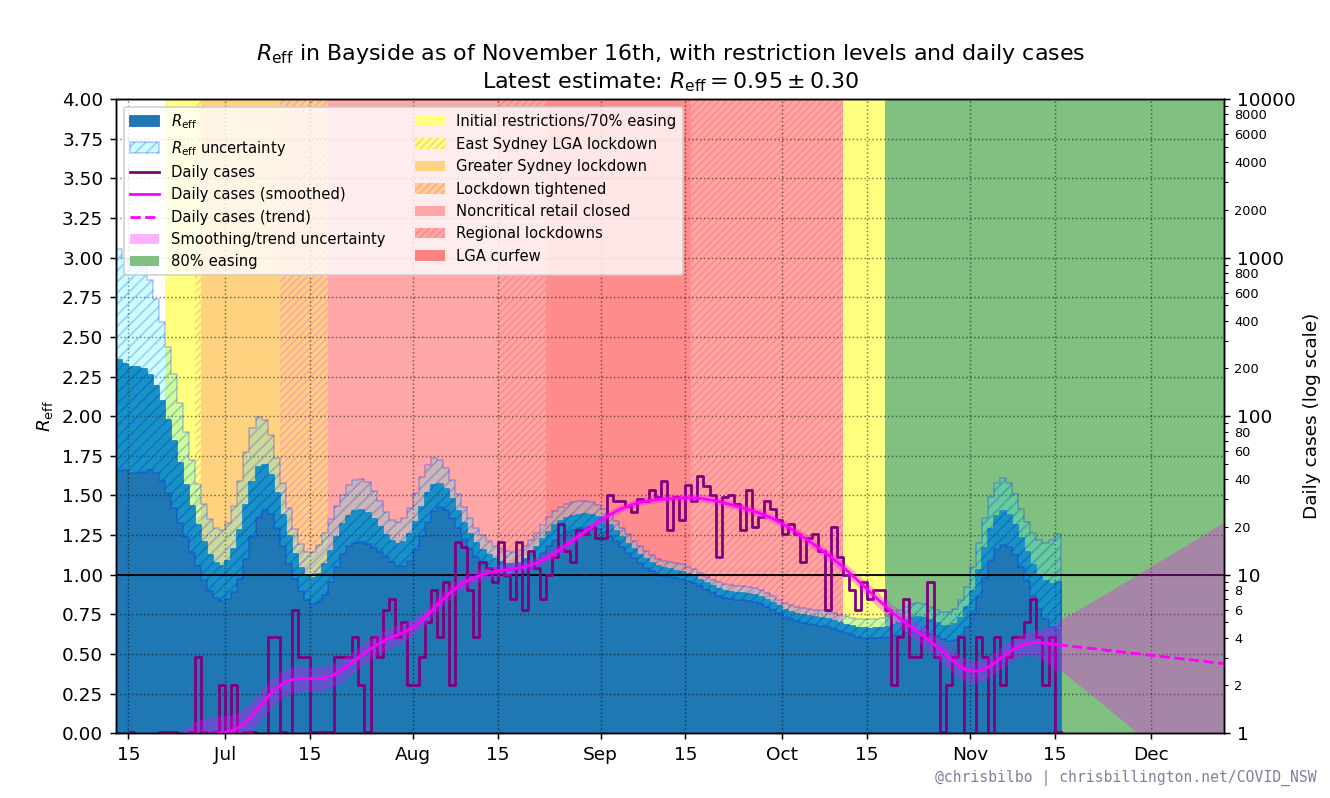 R_eff in Bayside as of November 16th, with restriction levels and daily cases
Latest estimate: R_eff = 0.95 ± 0.30
R_eff
R_eff uncertainty
Daily cases
Daily cases (smoothed)
Daily cases (trend)
Smoothing/trend uncertainty
80% easing
Initial restrictions/70% easing
East Sydney LGA lockdown
Greater Sydney lockdown
Lockdown tightened
Noncritical retail closed
Regional lockdowns
LGA curfew
R_eff
4.00
3.75
3.50
3.25
3.00
2.75
2.50
2.25
2.00
1.75
1.50
1.25
1.00
0.75
0.50
0.25
0.00
10000
8000
6000
4000
2000
1000
800
600
400
200
100
80
60
40
20
10
8
6
4
2
1
Daily cases (log scale)
15 Jul 15 Aug 15 Sep 15 Oct 15 Nov 15 Dec
@chrisbilbo | chrisbillington.net/COVID_NSW